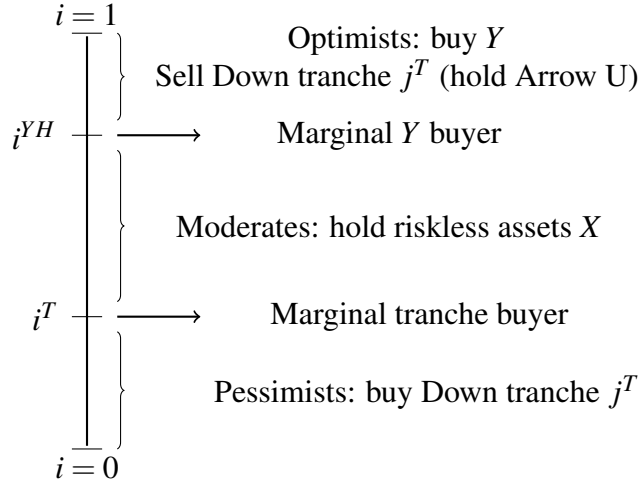 i = 1
Optimists: buy Y
Sell Down tranche j^T (hold Arrow U)
i^{YH}
Marginal Y buyer
Moderates: hold riskless assets X
i^T
Marginal tranche buyer
Pessimists: buy Down tranche j^T
i = 0